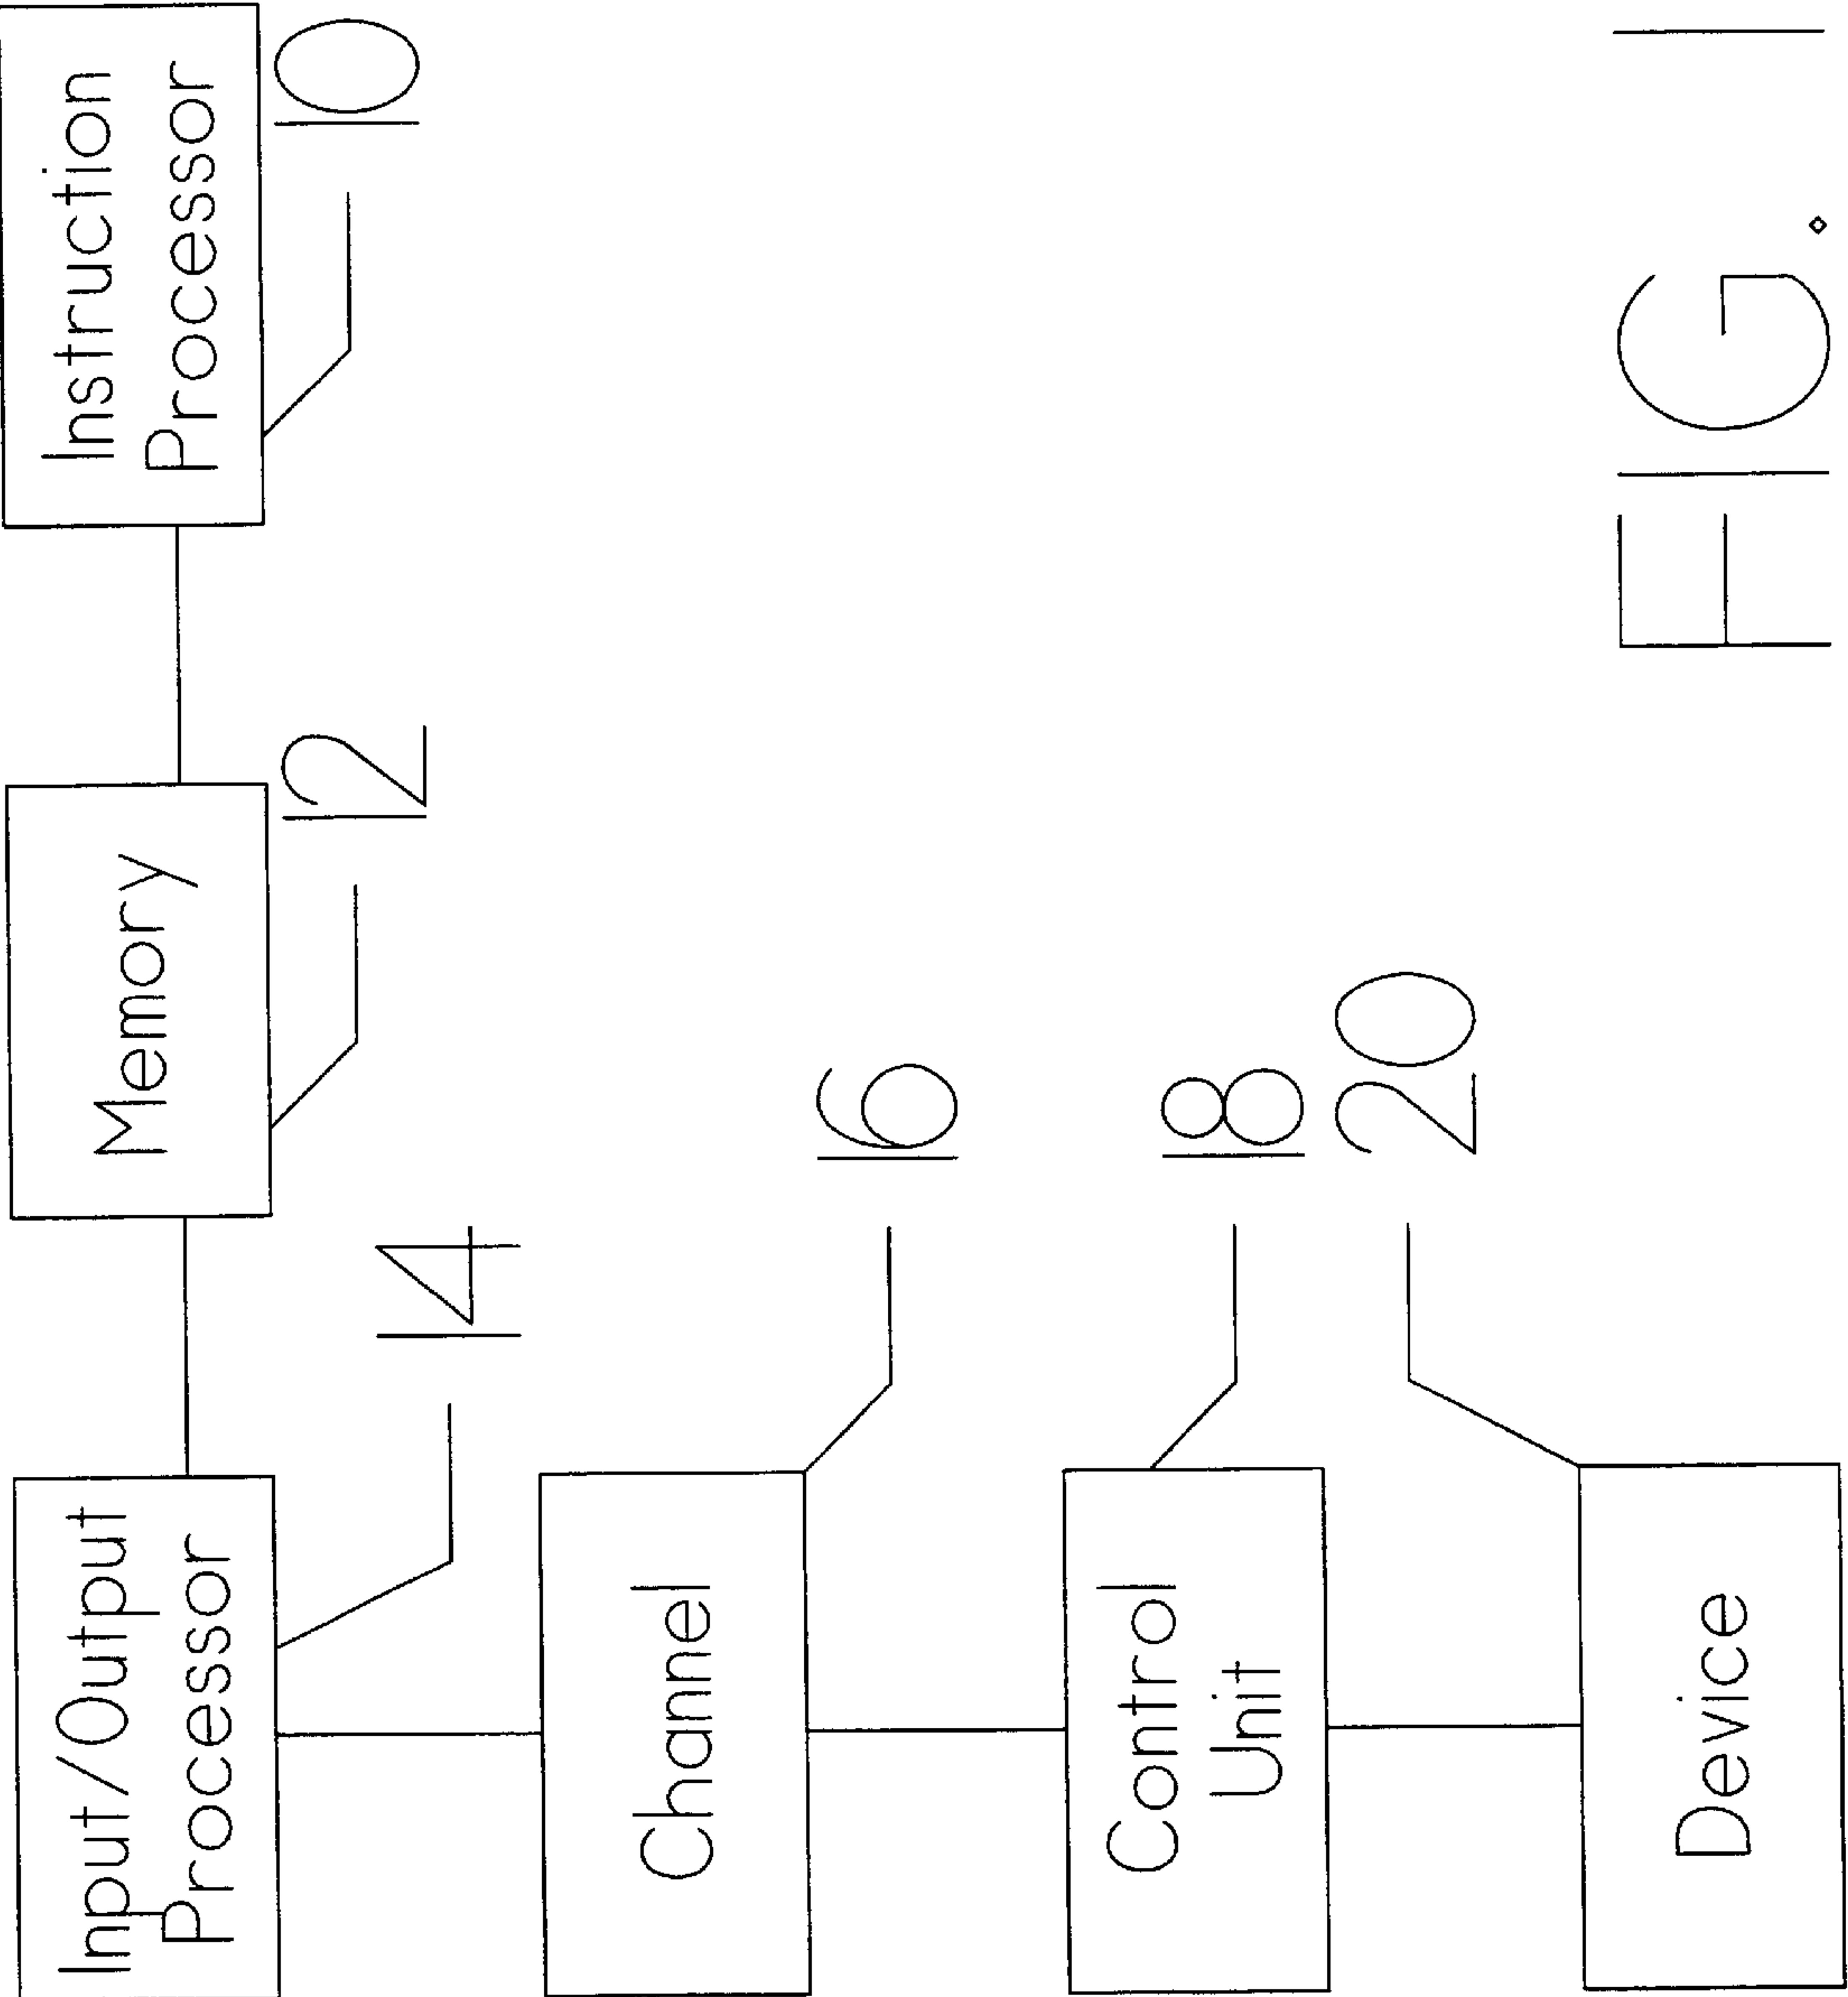 Input/Output
Processor
14
Memory
12
Instruction
Processor
10
Channel
16
Control
Unit
18
20
Device
FIG. 1